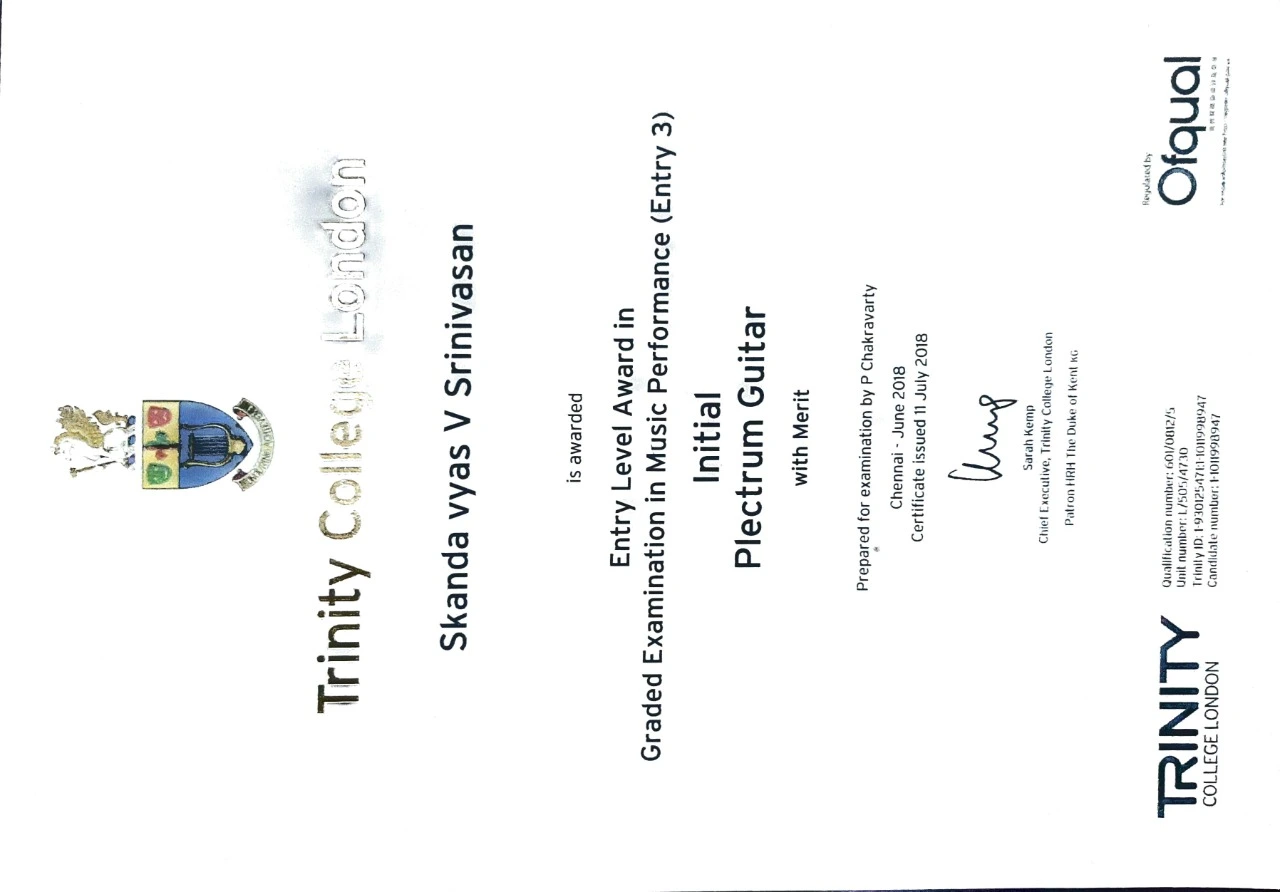 Trinity College London
Skanda vyas V Srinivasan
is awarded
Entry Level Award in
Graded Examination in Music Performance (Entry 3)
Initial
Plectrum Guitar
with Merit
Prepared for examination by P Chakravarty
Chennai - June 2018
Certificate issued 11 July 2018
Sarah Kemp
Chief Executive, Trinity College London
Patron HRH The Duke of Kent KG
TRINITY
COLLEGE LONDON
Qualification number: 601/0812/5
Unit number: L/505/4730
Trinity ID: 1-930125471:1-1011998947
Candidate number: 1-1011998947
Regulated by
Ofqual